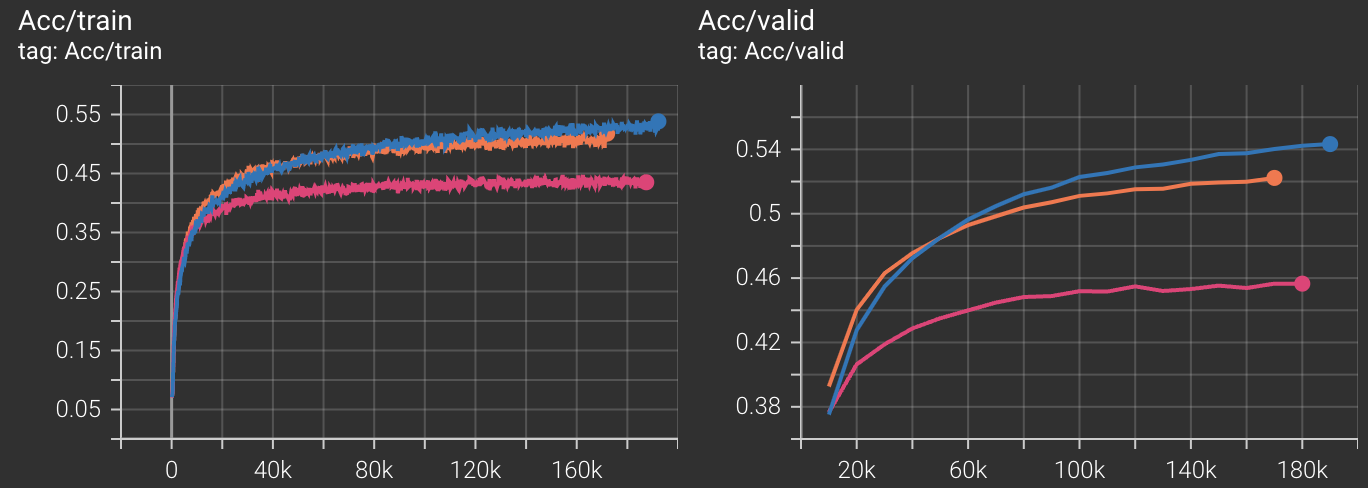 Acc/train
tag: Acc/train
0.55
0.45
0.35
0.25
0.15
0.05
0 40k 80k 120k 160k
Acc/valid
tag: Acc/valid
0.54
0.5
0.46
0.42
0.38
20k 60k 100k 140k 180k